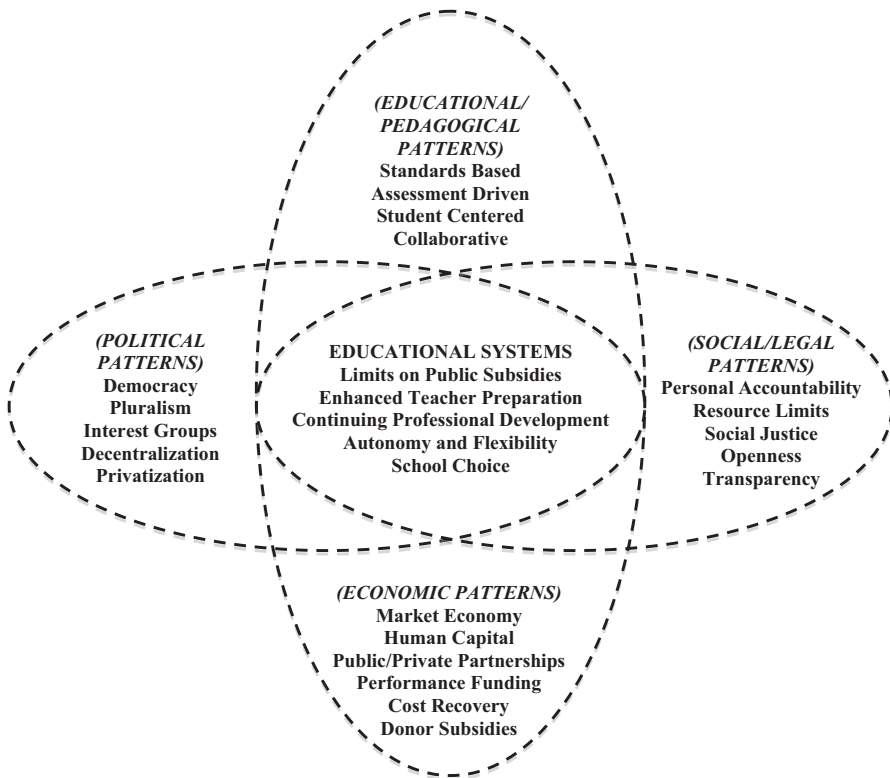 (EDUCATIONAL/
PEDAGOGICAL
PATTERNS)
Standards Based
Assessment Driven
Student Centered
Collaborative
(POLITICAL
PATTERNS)
Democracy
Pluralism
Interest Groups
Decentralization
Privatization
EDUCATIONAL SYSTEMS
Limits on Public Subsidies
Enhanced Teacher Preparation
Continuing Professional Development
Autonomy and Flexibility
School Choice
(SOCIAL/LEGAL
PATTERNS)
Personal Accountability
Resource Limits
Social Justice
Openness
Transparency
(ECONOMIC PATTERNS)
Market Economy
Human Capital
Public/Private Partnerships
Performance Funding
Cost Recovery
Donor Subsidies